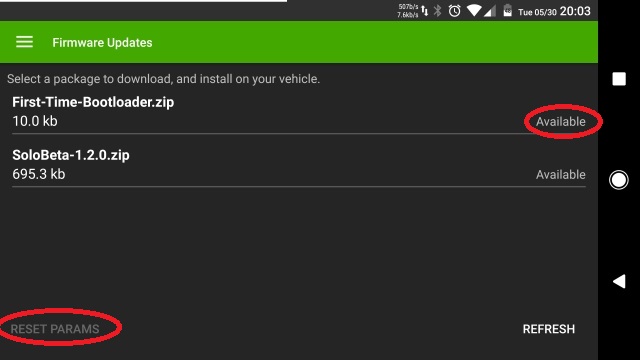 507b/s
7.6kb/s
Tue 05/30 20:03
Firmware Updates
Select a package to download, and install on your vehicle.
First-Time-Bootloader.zip
10.0 kb
Available
SoloBeta-1.2.0.zip
695.3 kb
Available
RESET PARAMS
REFRESH